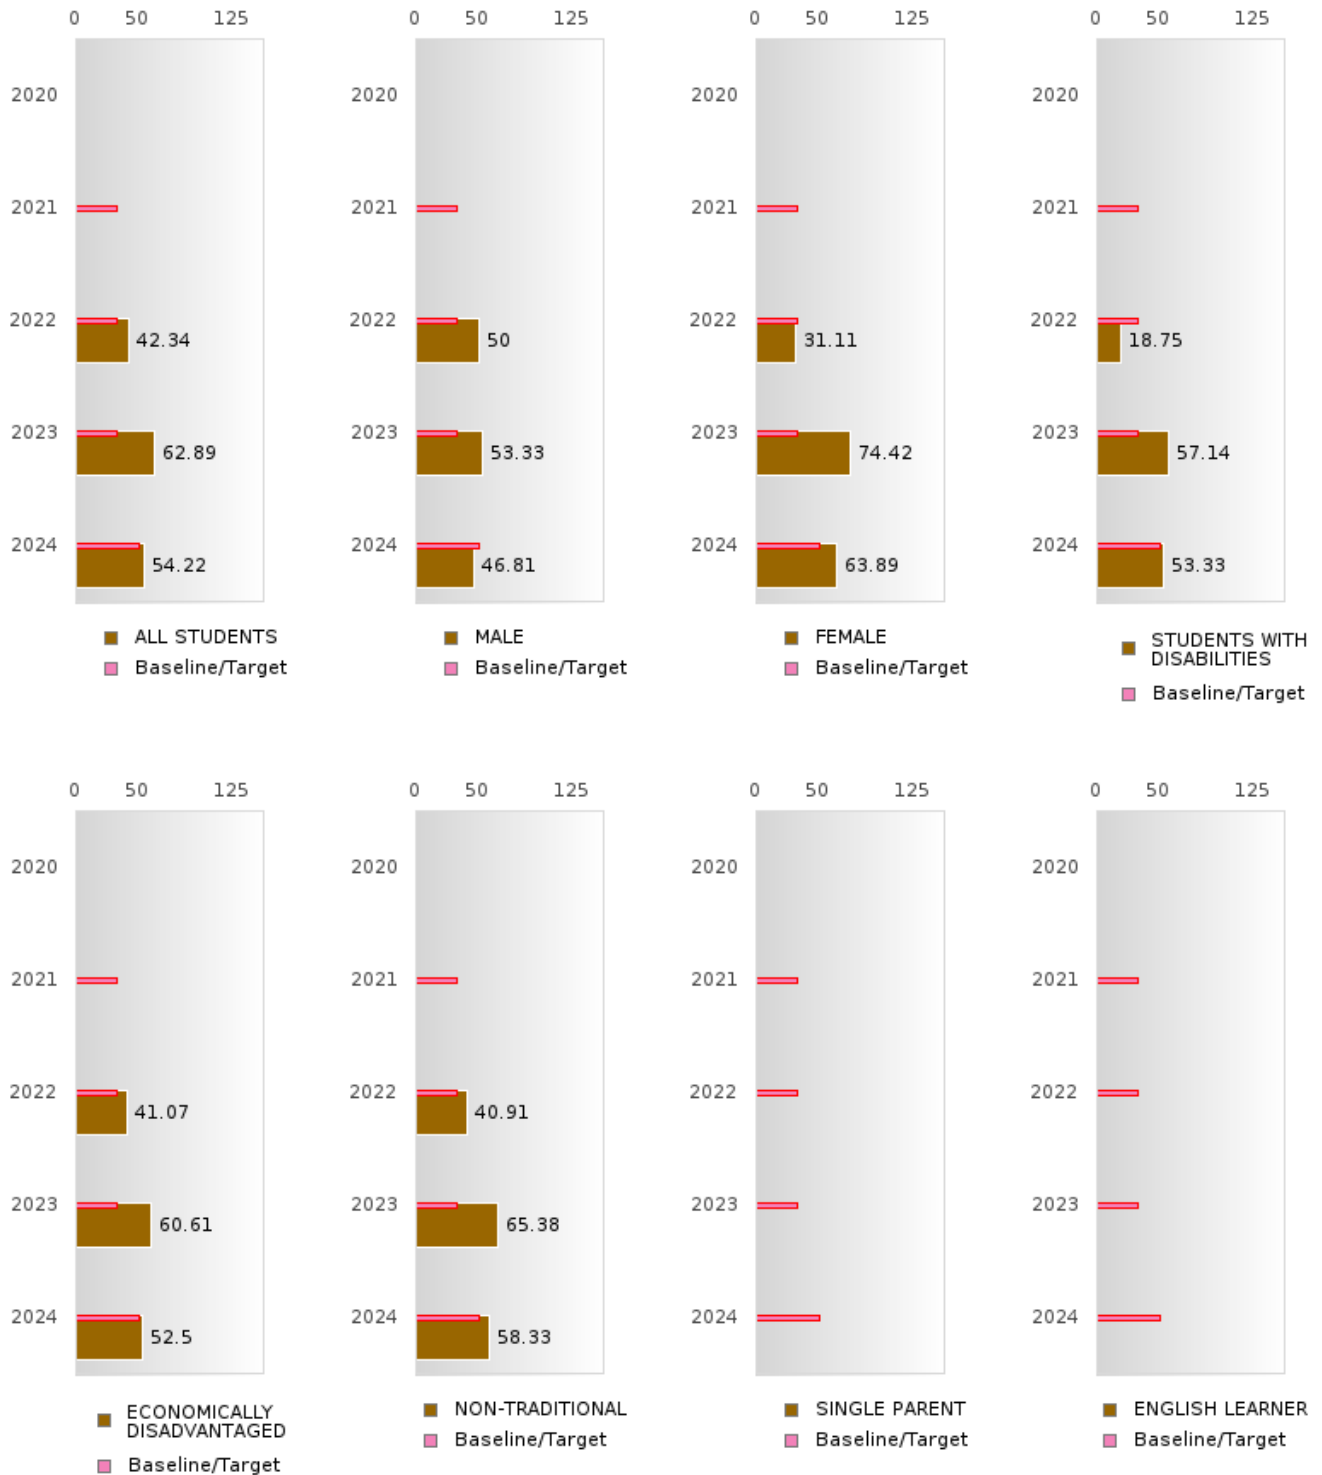 0 50 125
2020
2021
2022
42.34
2023
62.89
2024
54.22
ALL STUDENTS
Baseline/Target
0 50 125
2020
2021
2022
50
2023
53.33
2024
46.81
MALE
Baseline/Target
0 50 125
2020
2021
2022
31.11
2023
74.42
2024
63.89
FEMALE
Baseline/Target
0 50 125
2020
2021
2022
18.75
2023
57.14
2024
53.33
STUDENTS WITH
DISABILITIES
Baseline/Target
0 50 125
2020
2021
2022
41.07
2023
60.61
2024
52.5
ECONOMICALLY
DISADVANTAGED
Baseline/Target
0 50 125
2020
2021
2022
40.91
2023
65.38
2024
58.33
NON-TRADITIONAL
Baseline/Target
0 50 125
2020
2021
2022
2023
2024
SINGLE PARENT
Baseline/Target
0 50 125
2020
2021
2022
2023
2024
ENGLISH LEARNER
Baseline/Target